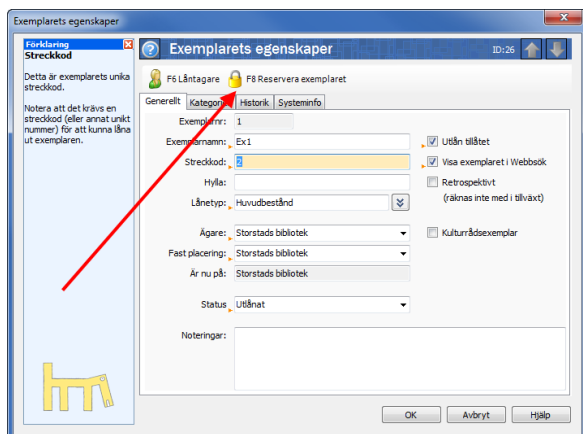 Exemplarets egenskaper
Förklaring
Streckkod
Detta är exemplarets unika
streckkod.
Notera att det krävs en
streckkod (eller annat unikt
nummer) för att kunna låna
ut exemplaren.
Exemplarets egenskaper
ID:26
F6 Låntagare
F8 Reservera exemplaret
Generellt
Kategorie
Historik
Systeminfo
Exemplarnr: 1
Exemplarnamn: Ex1
Utlån tillåtet
Streckkod: 2
Visa exemplaret i Webbsök
Hylla:
Retrospektivt
(räknas inte med i tillväxt)
Lånetyp: Huvudbestånd
Ägare: Storstads bibliotek
Kulturrådsexemplar
Fast placering: Storstads bibliotek
Är nu på: Storstads bibliotek
Status Utlånat
Noteringar:
OK
Avbryt
Hjälp